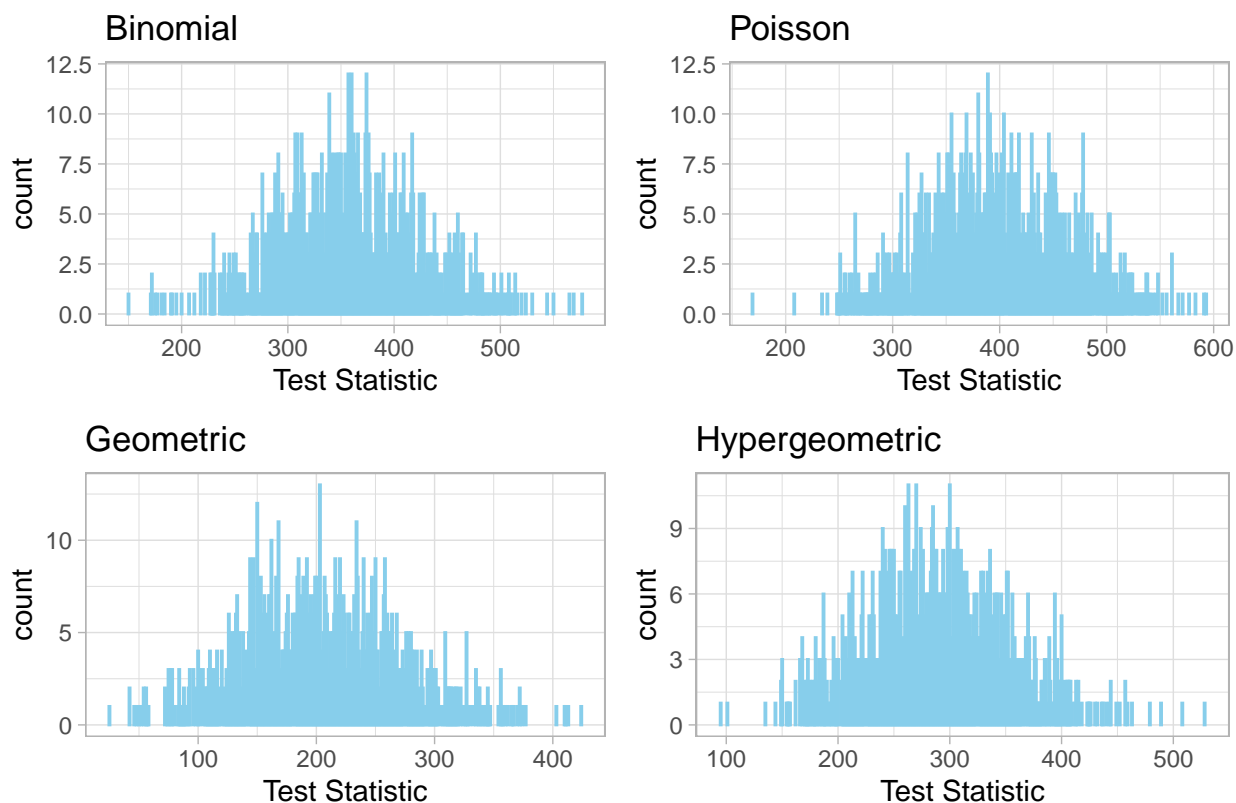 Binomial
12.5
10.0
7.5
5.0
2.5
0.0
count
200 300 400 500
Test Statistic
Poisson
12.5
10.0
7.5
5.0
2.5
0.0
count
200 300 400 500 600
Test Statistic
Geometric
10
5
0
count
100 200 300 400
Test Statistic
Hypergeometric
9
6
3
0
count
100 200 300 400 500
Test Statistic